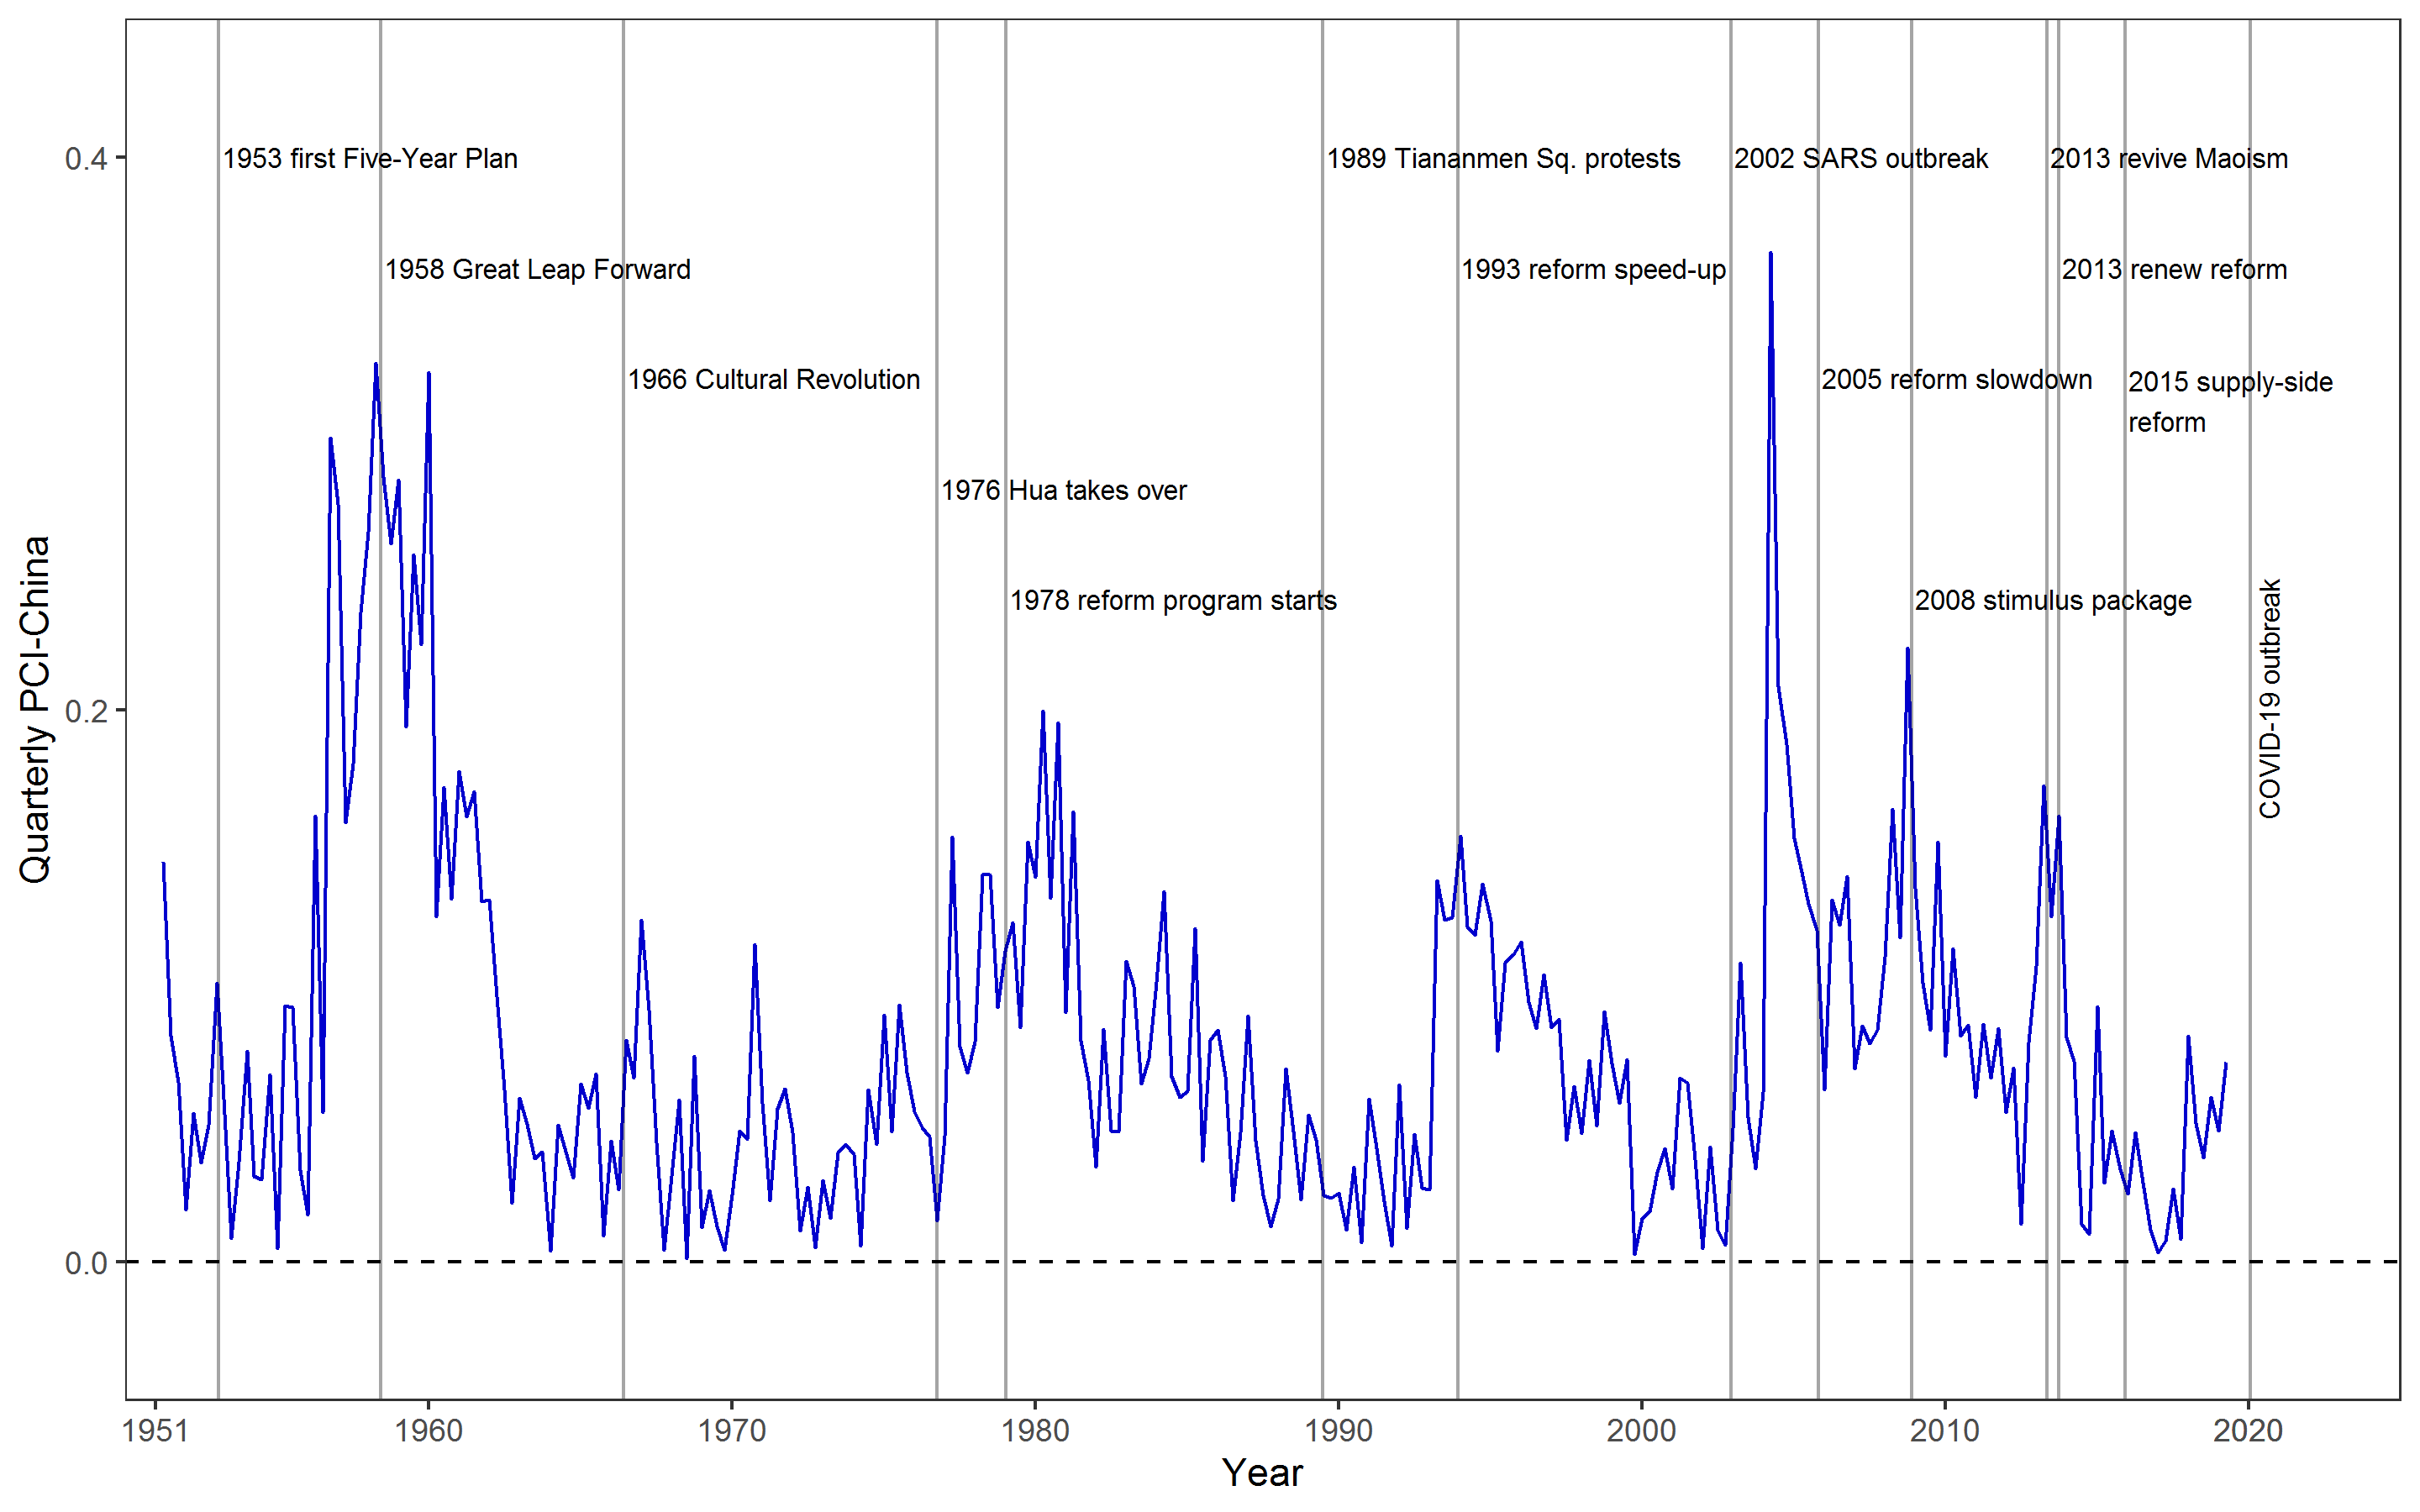 0.4
0.2
0.0
Quarterly PCI-China
1953 first Five-Year Plan
1989 Tiananmen Sq. protests
2002 SARS outbreak
2013 revive Maoism
1958 Great Leap Forward
1993 reform speed-up
2013 renew reform
1966 Cultural Revolution
2005 reform slowdown
2015 supply-side
reform
1976 Hua takes over
1978 reform program starts
2008 stimulus package
COVID-19 outbreak
1951 1960 1970 1980 1990 2000 2010 2020
Year